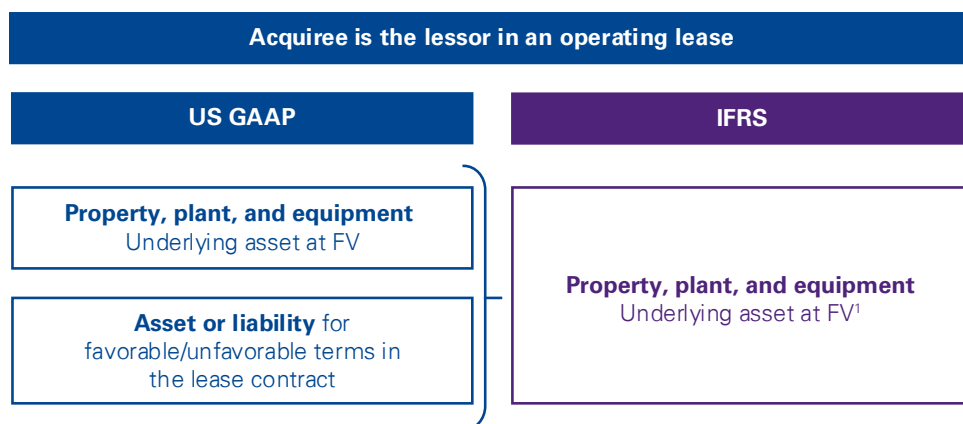 Acquiree is the lessor in an operating lease
US GAAP
IFRS
Property, plant, and equipment
Underlying asset at FV
Asset or liability for
favorable/unfavorable terms in
the lease contract
Property, plant, and equipment
Underlying asset at FV¹